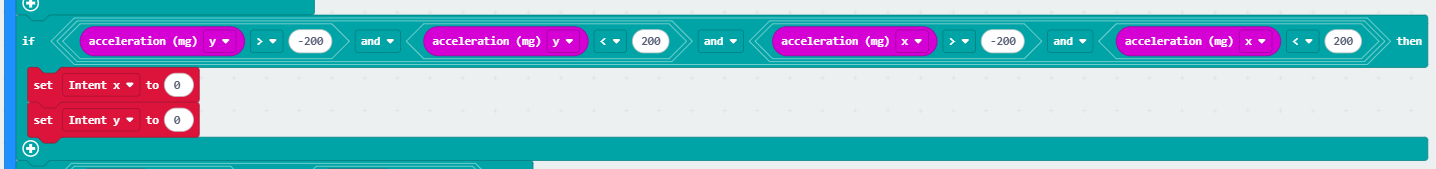 if acceleration (mg) y > -200 and acceleration (mg) y < 200 and acceleration (mg) x > -200 and acceleration (mg) x < 200 then
set Intent x to 0
set Intent y to 0